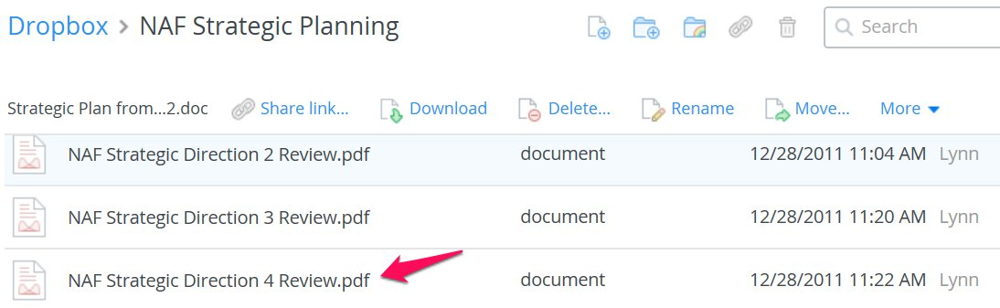 Dropbox > NAF Strategic Planning
Search
Strategic Plan from...2.doc Share link... Download Delete... Rename Move... More
NAF Strategic Direction 2 Review.pdf document 12/28/2011 11:04 AM Lynn
NAF Strategic Direction 3 Review.pdf document 12/28/2011 11:20 AM Lynn
NAF Strategic Direction 4 Review.pdf document 12/28/2011 11:22 AM Lynn